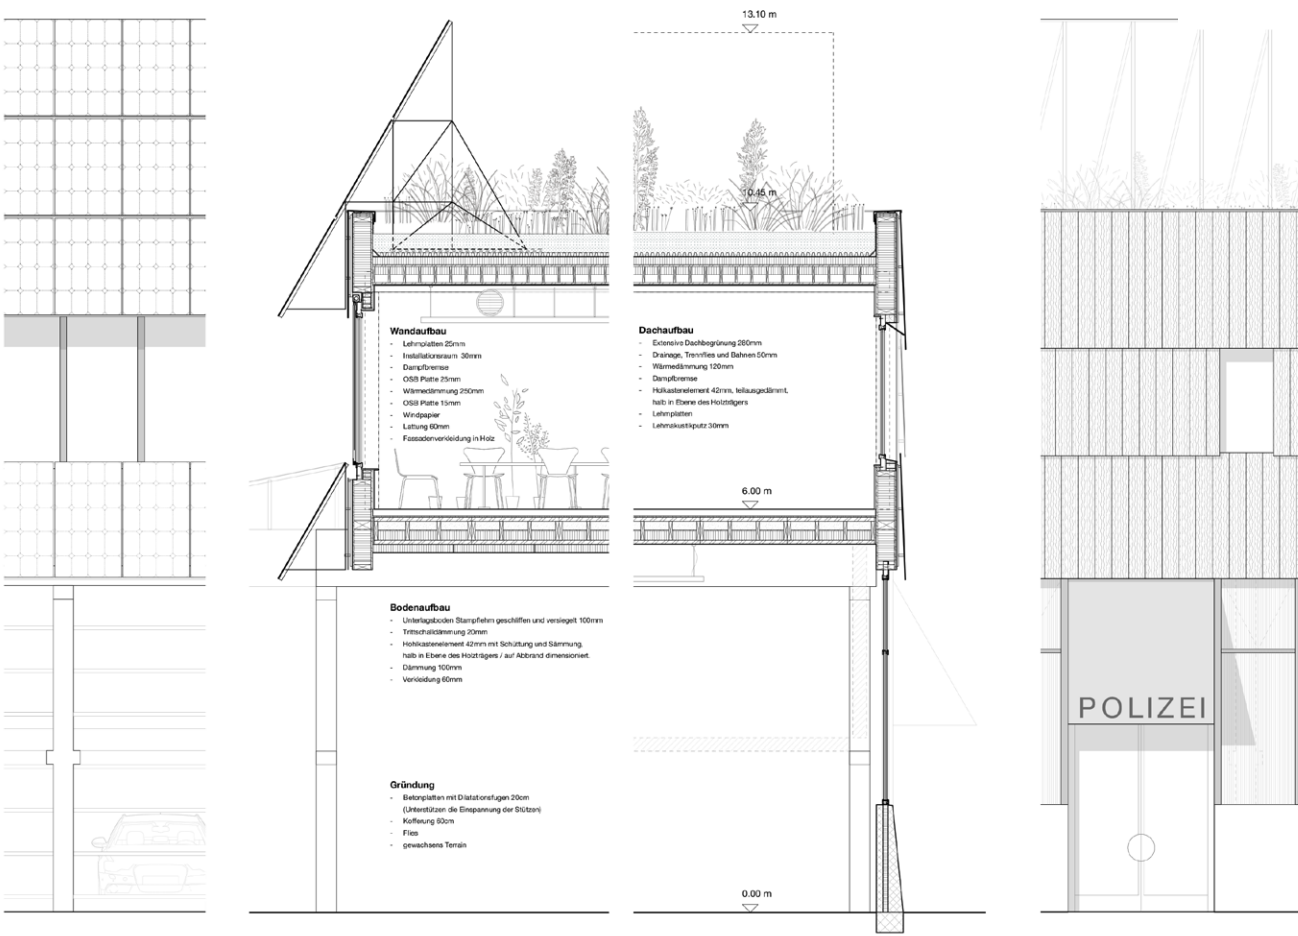 13.10 m
10.45 m
Wandaufbau
- Lehmplatten 25mm
- Installationsraum 30mm
- Dampfbremse
- OSB Platte 25mm
- Wärmedämmung 250mm
- OSB Platte 15mm
- Windpapier
- Lattung 60mm
- Fassadenverkleidung in Holz
Dachaufbau
- Extensive Dachbegrünung 280mm
- Drainage, Trennflies und Bahnen 50mm
- Wärmedämmung 120mm
- Dampfbremse
- Holkastenelement 42mm, teilausgedämmt,
halb in Ebene des Holzträgers
- Lehmplatten
- Lehmakustikputz 30mm
6.00 m
Bodenaufbau
- Unterlagsboden Stampflehm geschliffen und versiegelt 100mm
- Trittschalldämmung 20mm
- Hohlkastenelement 42mm mit Schüttung und Sämmung,
halb in Ebene des Holzträgers / auf Abbrand dimensioniert.
- Dämmung 100mm
- Verkleidung 60mm
POLIZEI
Gründung
- Betonplatten mit Dilatationsfugen 20cm
(Unterstützen die Einspannung der Stützen)
- Kofferung 60cm
- Flies
- gewachsens Terrain
0.00 m